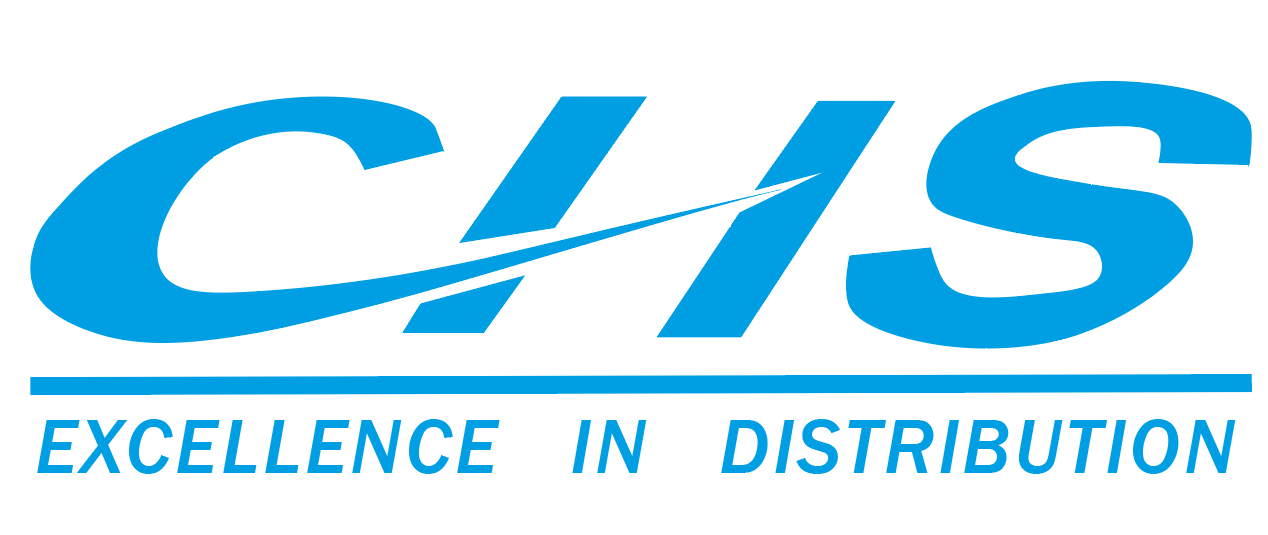 CHS
EXCELLENCE IN DISTRIBUTION